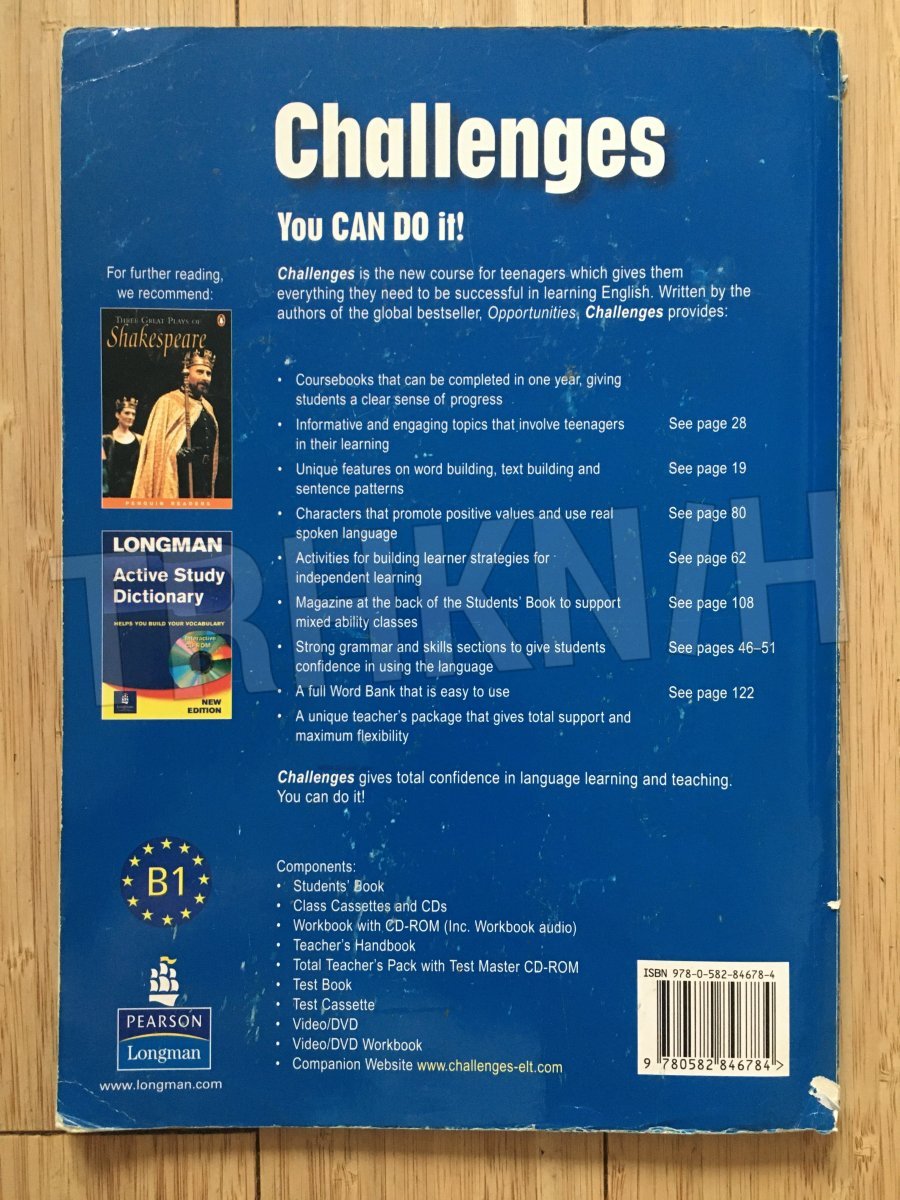 Challenges
You CAN DO it!
Challenges is the new course for teenagers which gives them
everything they need to be successful in learning English. Written by the
authors of the global bestseller, Opportunities, Challenges provides:
• Coursebooks that can be completed in one year, giving
students a clear sense of progress
• Informative and engaging topics that involve teenagers See page 28
in their learning
• Unique features on word building, text building and See page 19
sentence patterns
• Characters that promote positive values and use real See page 80
spoken language
• Activities for building learner strategies for See page 62
independent learning
• Magazine at the back of the Students' Book to support See page 108
mixed ability classes
• Strong grammar and skills sections to give students See pages 46–51
confidence in using the language
• A full Word Bank that is easy to use See page 122
• A unique teacher's package that gives total support and
maximum flexibility
Challenges gives total confidence in language learning and teaching.
You can do it!
For further reading,
we recommend:
THREE GREAT PLAYS OF
Shakespeare
PENGUIN READERS
LONGMAN
Active Study
Dictionary
HELPS YOU BUILD YOUR VOCABULARY
Interactive
CD-ROM
NEW
EDITION
Longman
B1
PEARSON
Longman
www.longman.com
Components:
• Students' Book
• Class Cassettes and CDs
• Workbook with CD-ROM (Inc. Workbook audio)
• Teacher's Handbook
• Total Teacher's Pack with Test Master CD-ROM
• Test Book
• Test Cassette
• Video/DVD
• Video/DVD Workbook
• Companion Website www.challenges-elt.com
ISBN 978-0-582-84678-4
9 780582 846784 >